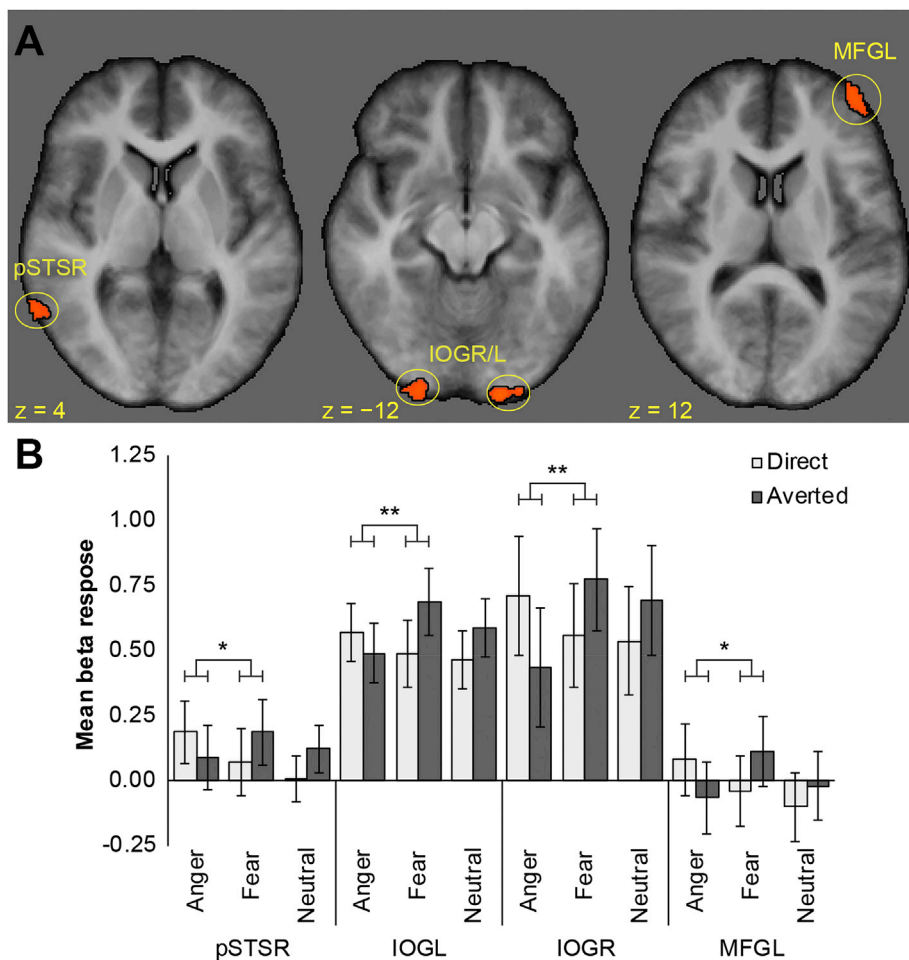 A
MFGL
pSTSR
IOGR/L
z = 4
z = −12
z = 12
B
Mean beta respose
1.25
1.00
0.75
0.50
0.25
0.00
-0.25
Direct
Averted
*
**
**
*
Anger
Fear
Neutral
Anger
Fear
Neutral
Anger
Fear
Neutral
Anger
Fear
Neutral
pSTSR
IOGL
IOGR
MFGL